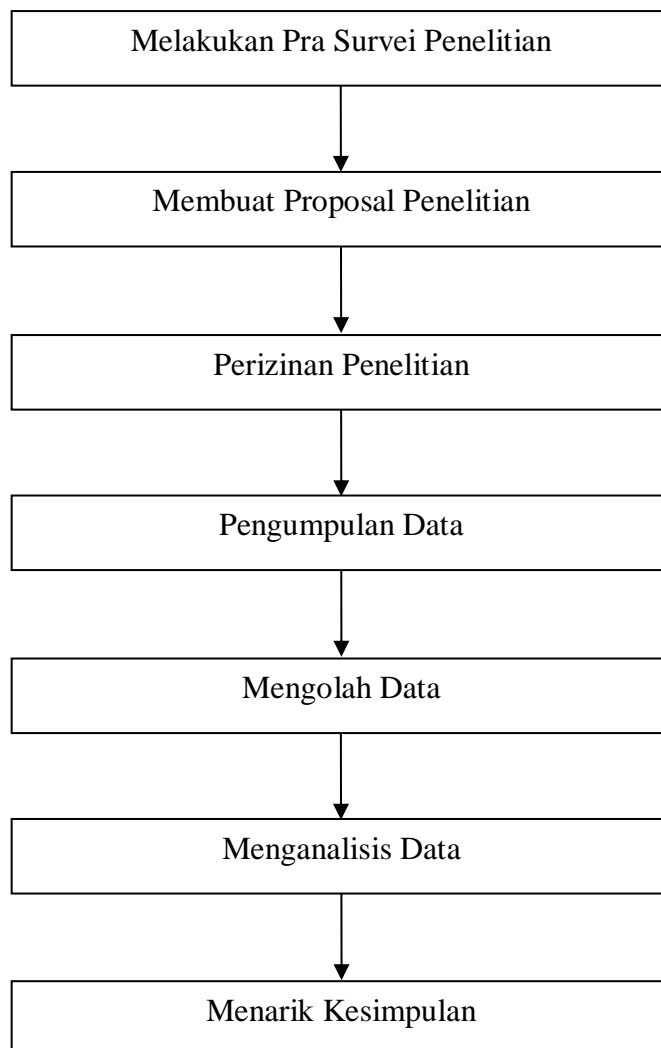 Melakukan Pra Survei Penelitian
Membuat Proposal Penelitian
Perizinan Penelitian
Pengumpulan Data
Mengolah Data
Menganalisis Data
Menarik Kesimpulan